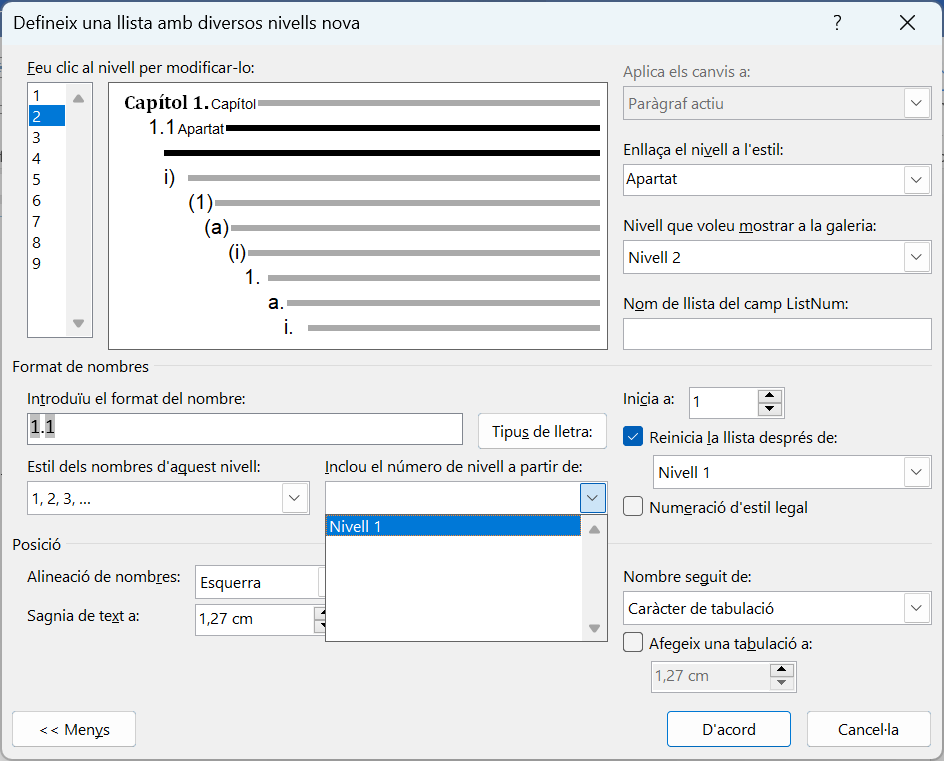 Defineix una llista amb diversos nivells nova
?
Feu clic al nivell per modificar-lo:
1
2
3
4
5
6
7
8
9
Capítol 1. Capítol
1.1 Apartat
i)
(1)
(a)
(i)
1.
a.
i.
Aplica els canvis a:
Paràgraf actiu
Enllaça el nivell a l'estil:
Apartat
Nivell que voleu mostrar a la galeria:
Nivell 2
Nom de llista del camp ListNum:
Format de nombres
Introduïu el format del nombre:
1.1
Tipus de lletra:
Estil dels nombres d'aquest nivell:
1, 2, 3, ...
Inclou el número de nivell a partir de:
Nivell 1
Inicia a:
1
Reinicia la llista després de:
Nivell 1
Numeració d'estil legal
Posició
Alineació de nombres:
Esquerra
Sagnia de text a:
1,27 cm
Nombre seguit de:
Caràcter de tabulació
Afegeix una tabulació a:
1,27 cm
<< Menys
D'acord
Cancel·la